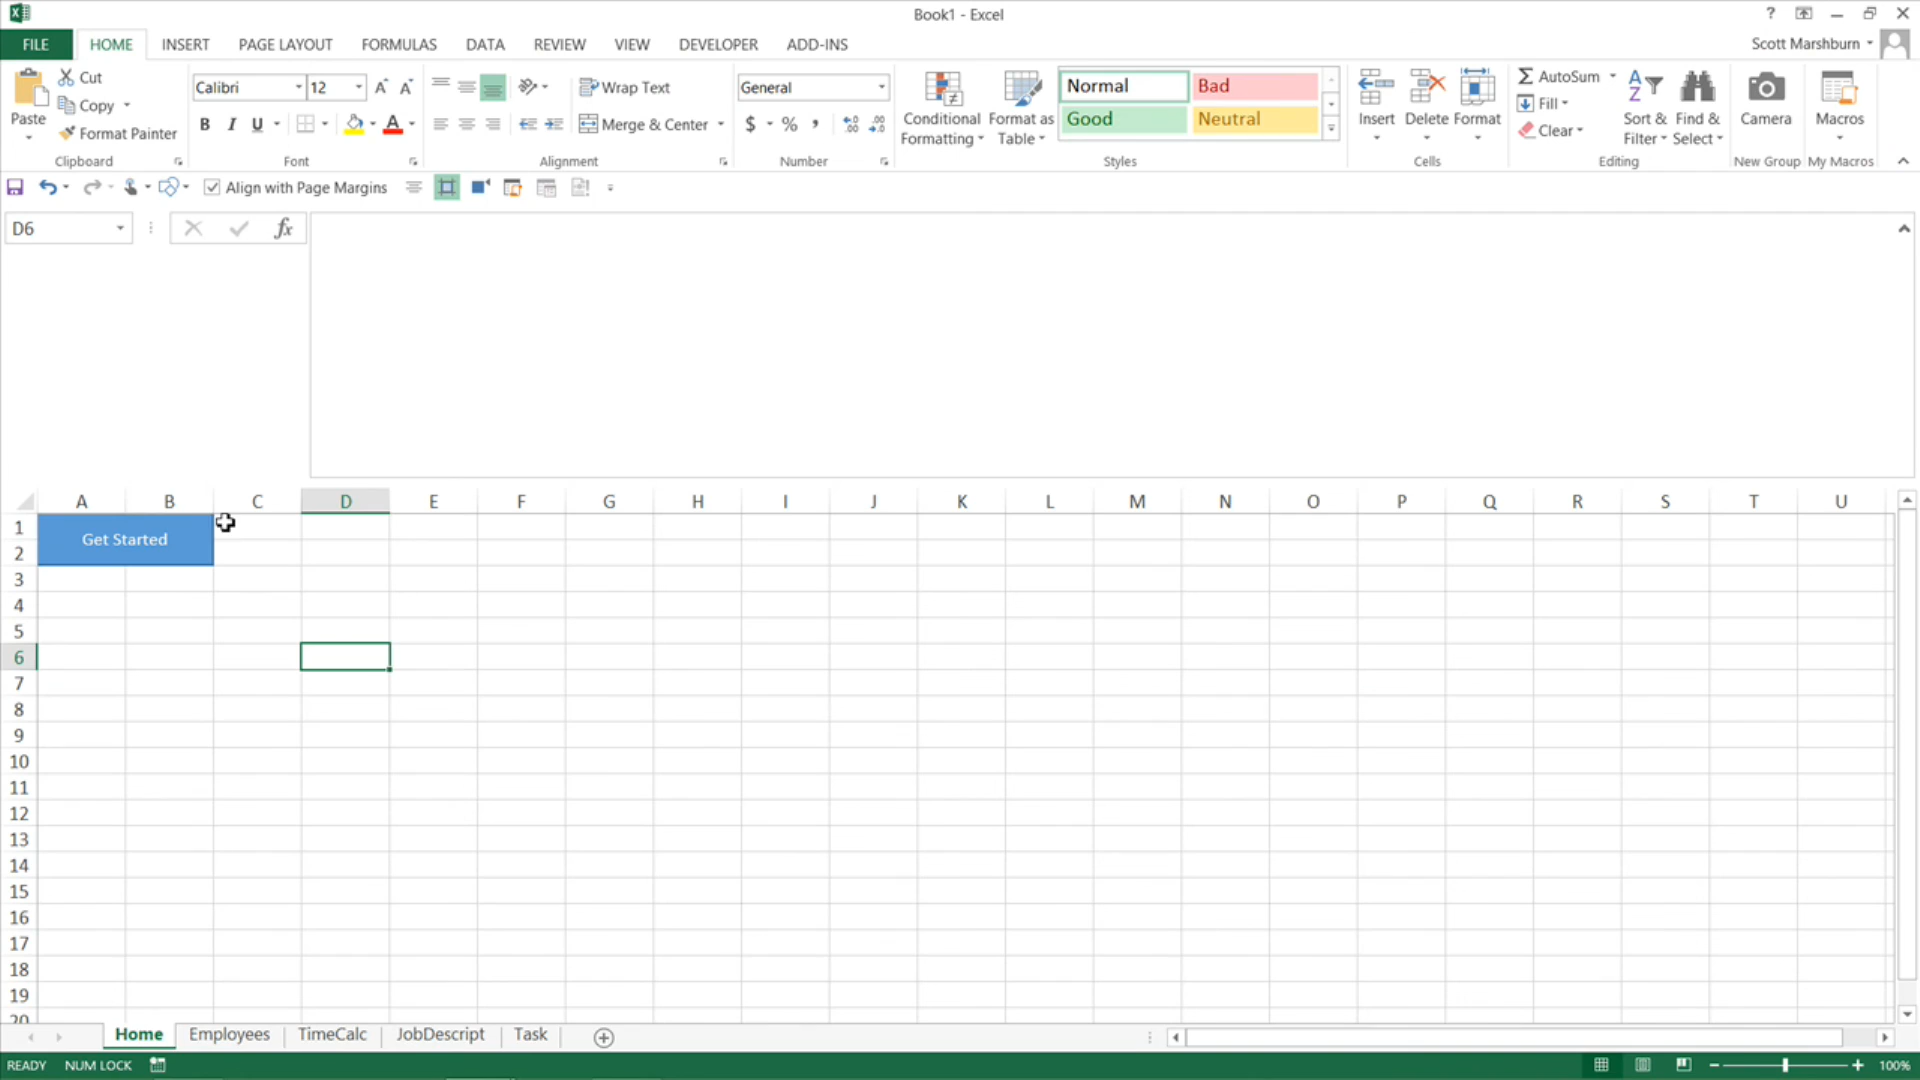 Book1 - Excel
?
FILE HOME INSERT PAGE LAYOUT FORMULAS DATA REVIEW VIEW DEVELOPER ADD-INS Scott Marshburn
Paste
Cut
Copy
Format Painter
Clipboard
Calibri 12
B I U A
Font
Wrap Text
Merge & Center
Alignment
General
$ % ,
Number
Conditional Formatting
Format as Table
Normal Bad
Good Neutral
Styles
Insert Delete Format
Cells
AutoSum
Fill
Clear
Sort & Filter
Find & Select
Editing
Camera
New Group
Macros
My Macros
Align with Page Margins
D6 fx
A B C D E F G H I J K L M N O P Q R S T U
1
Get Started
2
3
4
5
6
7
8
9
10
11
12
13
14
15
16
17
18
19
20
Home Employees TimeCalc JobDescript Task
READY NUM LOCK 100%